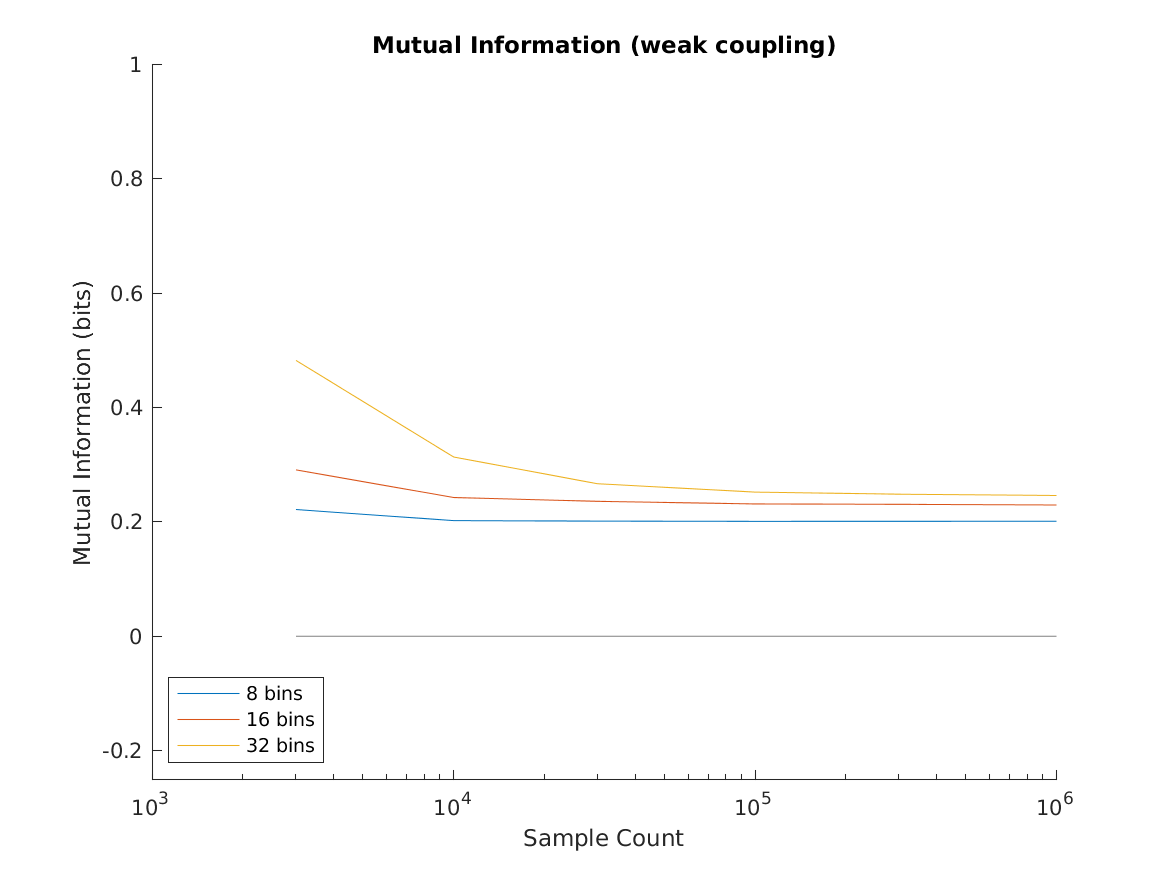 Mutual Information (weak coupling)
1
0.8
0.6
0.4
0.2
0
-0.2
Mutual Information (bits)
8 bins
16 bins
32 bins
10^3
10^4
10^5
10^6
Sample Count